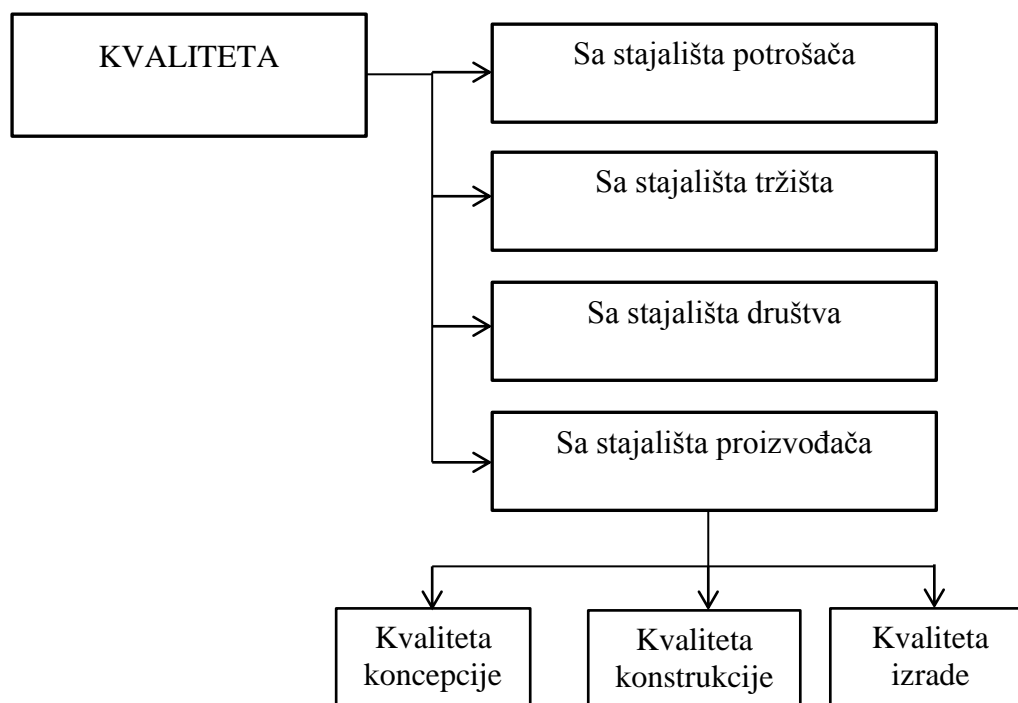 KVALITETA
Sa stajališta potrošača
Sa stajališta tržišta
Sa stajališta društva
Sa stajališta proizvođača
Kvaliteta
koncepcije
Kvaliteta
konstrukcije
Kvaliteta
izrade